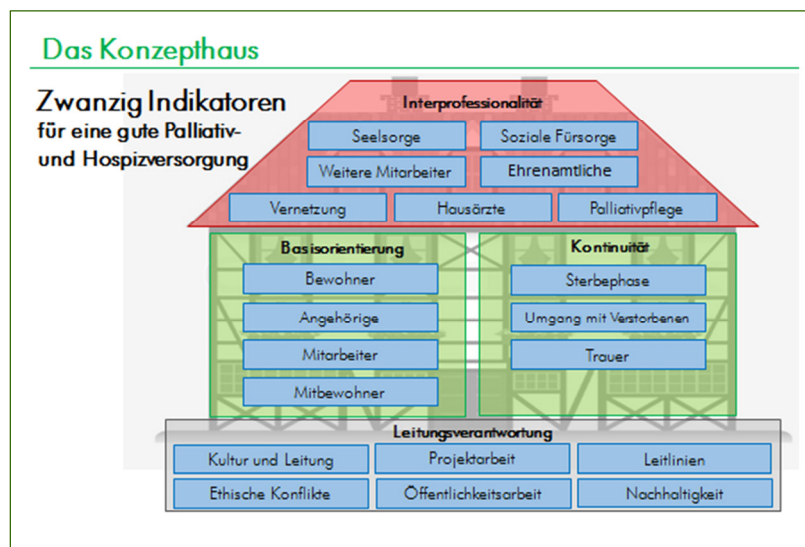 Das Konzepthaus
Zwanzig Indikatoren
für eine gute Palliativ-
und Hospizversorgung
Interprofessionalität
Seelsorge
Soziale Fürsorge
Weitere Mitarbeiter
Ehrenamtliche
Vernetzung
Hausärzte
Palliativpflege
Basisorientierung
Bewohner
Angehörige
Mitarbeiter
Mitbewohner
Kontinuität
Sterbephase
Umgang mit Verstorbenen
Trauer
Leitungsverantwortung
Kultur und Leitung
Projektarbeit
Leitlinien
Ethische Konflikte
Öffentlichkeitsarbeit
Nachhaltigkeit